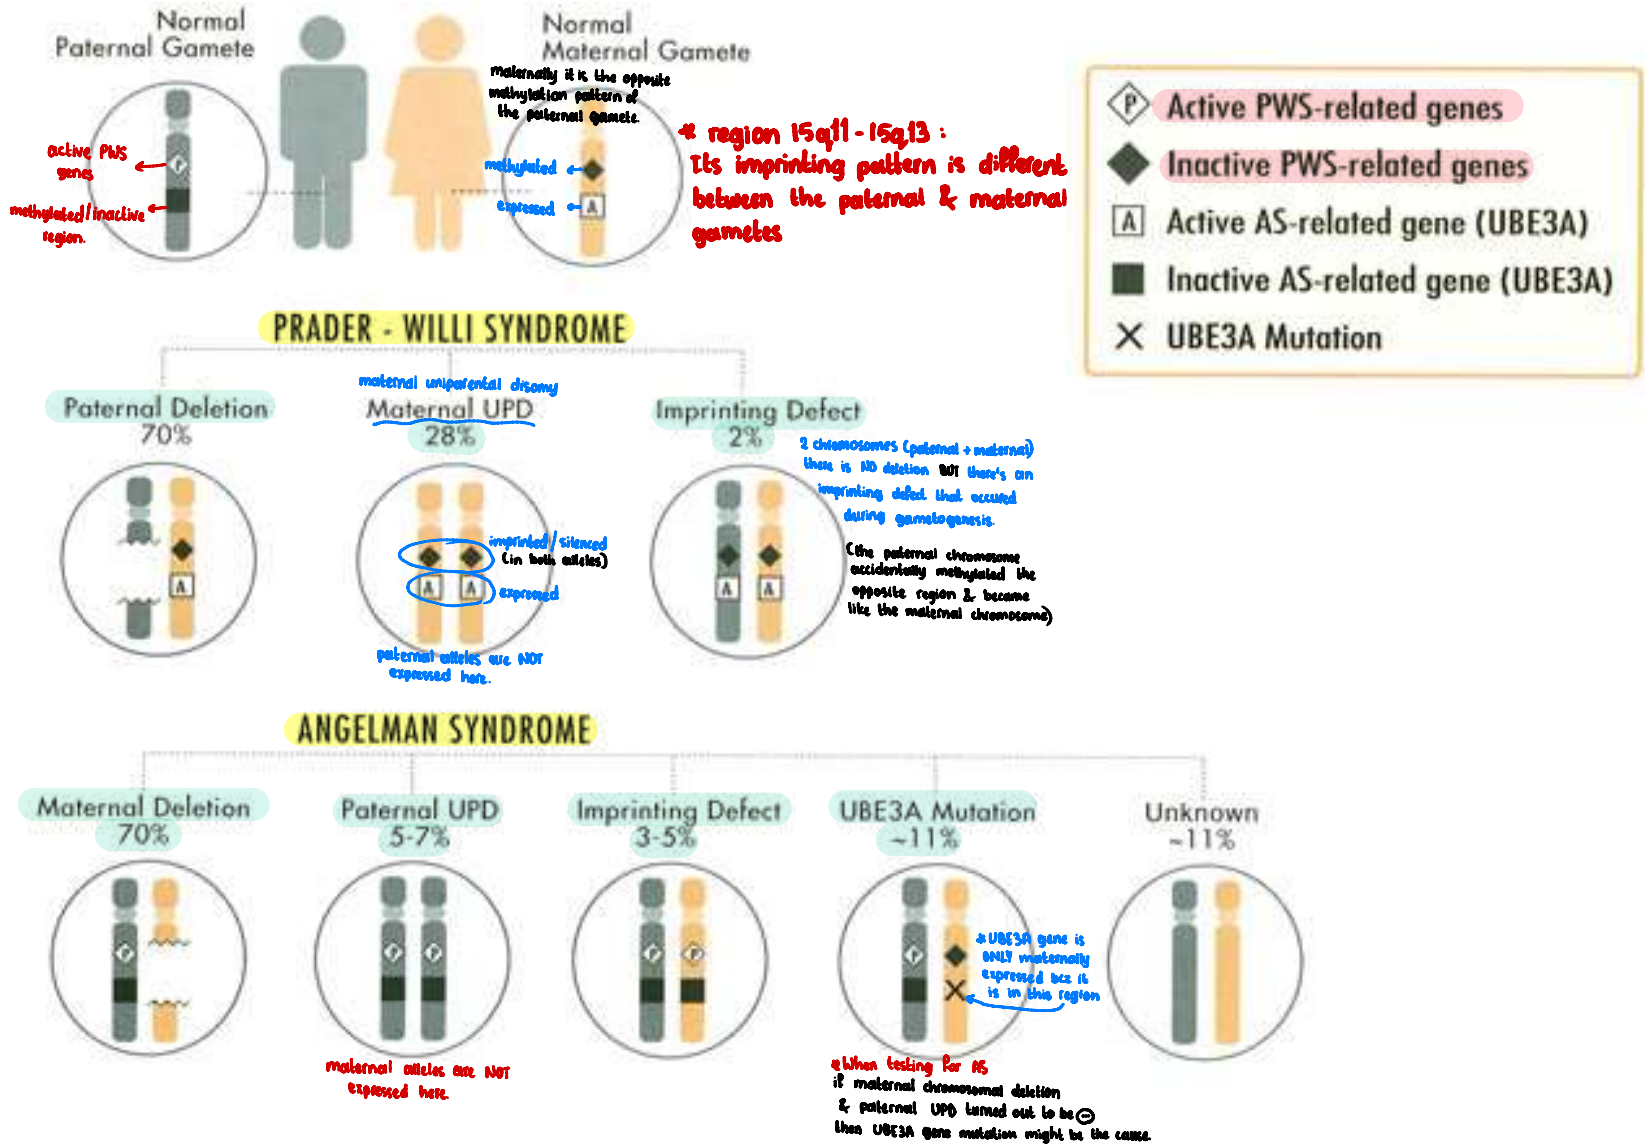 Normal
Paternal Gamete
Normal
Maternal Gamete
maternally it is the opposite
methylation pattern of
the paternal gamete.
active PWS
genes
methylated/inactive
region.
P
methylated
expressed
A
* region 15q11-15q13 :
Its imprinting pattern is different
between the paternal & maternal
gametes
P Active PWS-related genes
Inactive PWS-related genes
A Active AS-related gene (UBE3A)
Inactive AS-related gene (UBE3A)
X UBE3A Mutation
PRADER - WILLI SYNDROME
maternal uniparental disomy
Paternal Deletion
70%
Maternal UPD
28%
Imprinting Defect
2%
2 chromosomes (paternal + maternal)
there is NO deletion BUT there's an
imprinting defect that occured
during gametogenesis.
(the paternal chromosome
accidentally methylated the
opposite region & became
like the maternal chromosome)
imprinted/silenced
(in both alleles)
expressed
A
A A
A A
paternal alleles are NOT
expressed here.
ANGELMAN SYNDROME
Maternal Deletion
70%
Paternal UPD
5-7%
Imprinting Defect
3-5%
UBE3A Mutation
~11%
Unknown
~11%
P
P P
P P
P
* UBE3A gene is
ONLY maternally
expressed bcz it
is in this region
X
maternal alleles are NOT
expressed here.
* When testing for AS
if maternal chromosomal deletion
& paternal UPD turned out to be ⊖
then UBE3A gene mutation might be the cause.